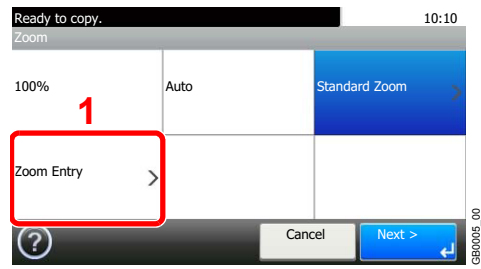 Ready to copy. 10:10
Zoom
100% Auto Standard Zoom
1
Zoom Entry
? Cancel Next >
GB0005_00